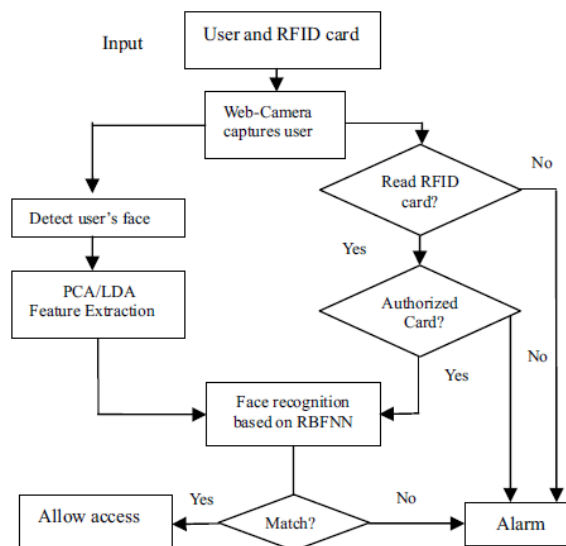 Input
User and RFID card
Web-Camera
captures user
No
Read RFID
card?
Detect user's face
Yes
PCA/LDA
Feature Extraction
Authorized
Card?
No
Yes
Face recognition
based on RBFNN
Yes
No
Allow access
Match?
Alarm